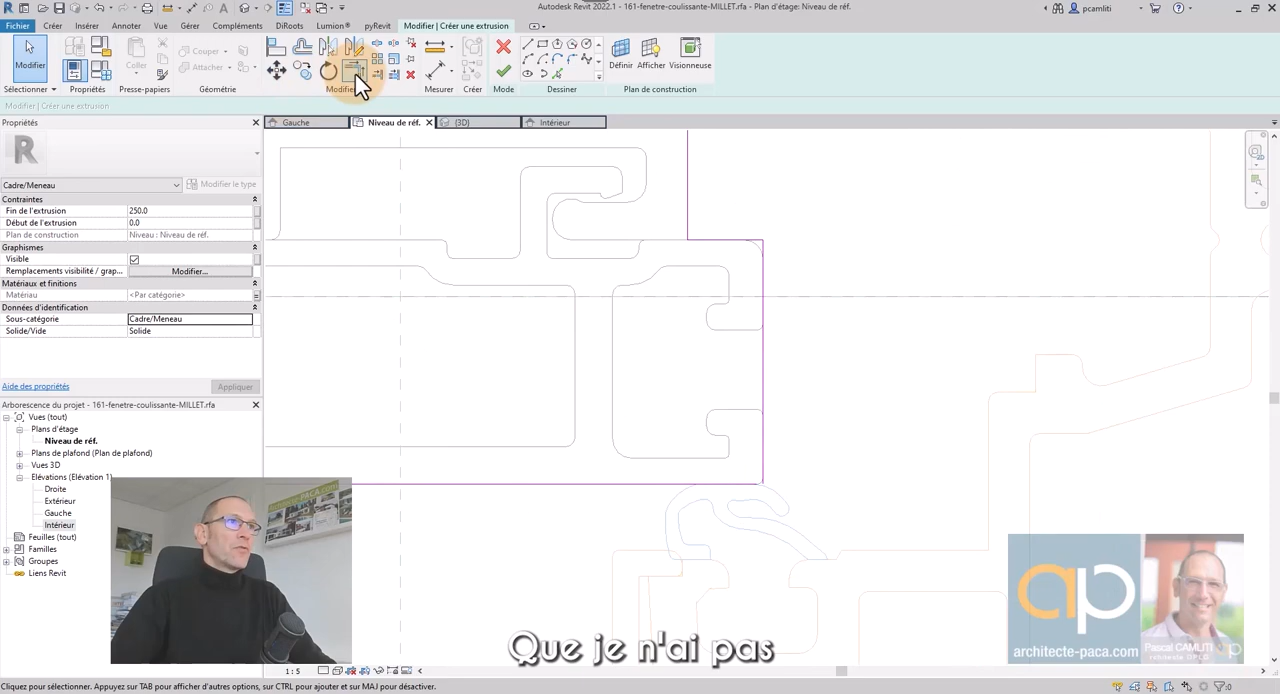 Autodesk Revit 2022.1 - 161-fenetre-coulissante-MILLET.rfa - Plan d'étage: Niveau de réf.
pcamliti
Fichier Créer Insérer Annoter Vue Gérer Compléments DiRoots Lumion® pyRevit Modifier | Créer une extrusion
Modifier
Coller
Couper
Attacher
Définir Afficher Visionneuse
Sélectionner Propriétés Presse-papiers Géométrie Modifier Mesurer Créer Mode Dessiner Plan de construction
Modifier | Créer une extrusion
Propriétés
Gauche Niveau de réf. {3D} Intérieur
R
Cadre/Meneau Modifier le type
Contraintes
Fin de l'extrusion 250.0
Début de l'extrusion 0.0
Plan de construction Niveau : Niveau de réf.
Graphismes
Visible
Remplacements visibilité / grap... Modifier...
Matériaux et finitions
Matériau <Par catégorie>
Données d'identification
Sous-catégorie Cadre/Meneau
Solide/Vide Solide
Aide des propriétés Appliquer
Arborescence du projet - 161-fenetre-coulissante-MILLET.rfa
Vues (tout)
Plans d'étage
Niveau de réf.
Plans de plafond (Plan de plafond)
Vues 3D
Elévations (Elévation 1)
Droite
Extérieur
Gauche
Intérieur
Feuilles (tout)
Familles
Groupes
Liens Revit
ap
architecte-paca.com
Pascal CAMLITI
architecte DPLG
Que je n'ai pas
1 : 5
Cliquez pour sélectionner. Appuyez sur TAB pour afficher d'autres options, sur CTRL pour ajouter et sur MAJ pour désactiver.
:0